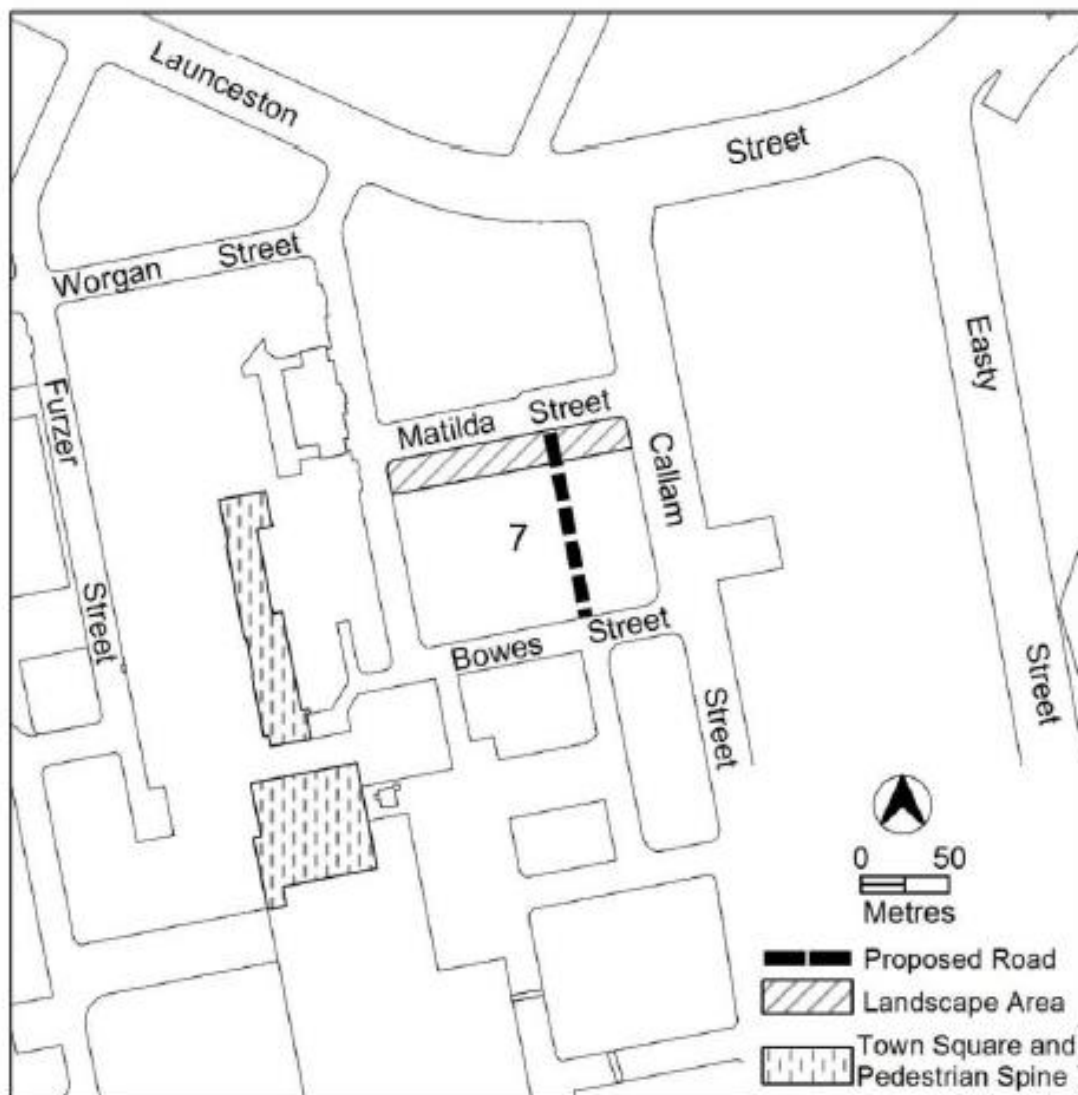 Launceston
Street
Worgan Street
Furzer
Street
Easty
Street
Matilda Street
Callam
Street
7
Bowes Street
0 50
Metres
Proposed Road
Landscape Area
Town Square and
Pedestrian Spine